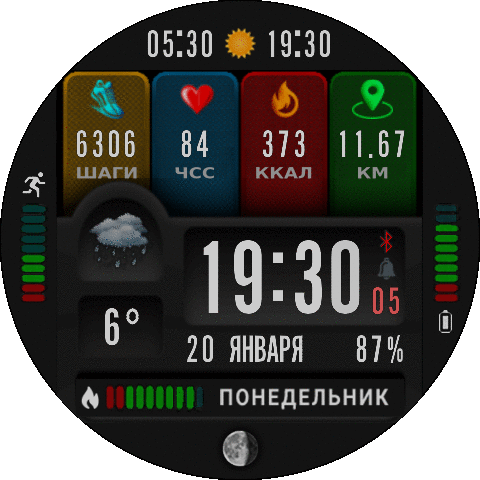 05:30 19:30
6306 84 373 11.67
ШАГИ ЧСС ККАЛ КМ
19:30 05
6°
20 ЯНВАРЯ 87%
ПОНЕДЕЛЬНИК